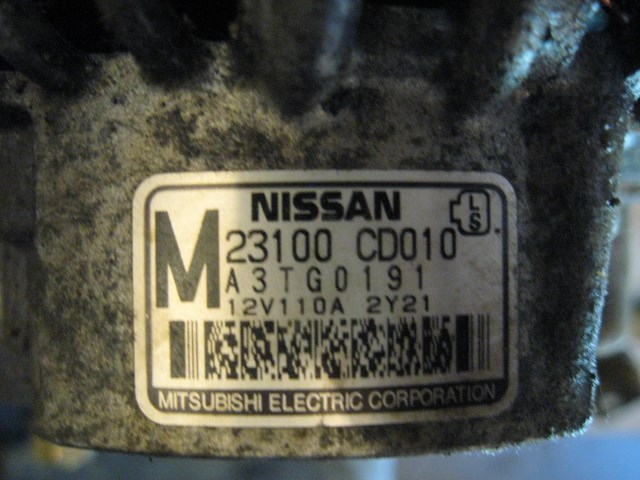 NISSAN
L
S
M
23100 CD010
A3TG0191
12V110A 2Y21
MITSUBISHI ELECTRIC CORPORATION